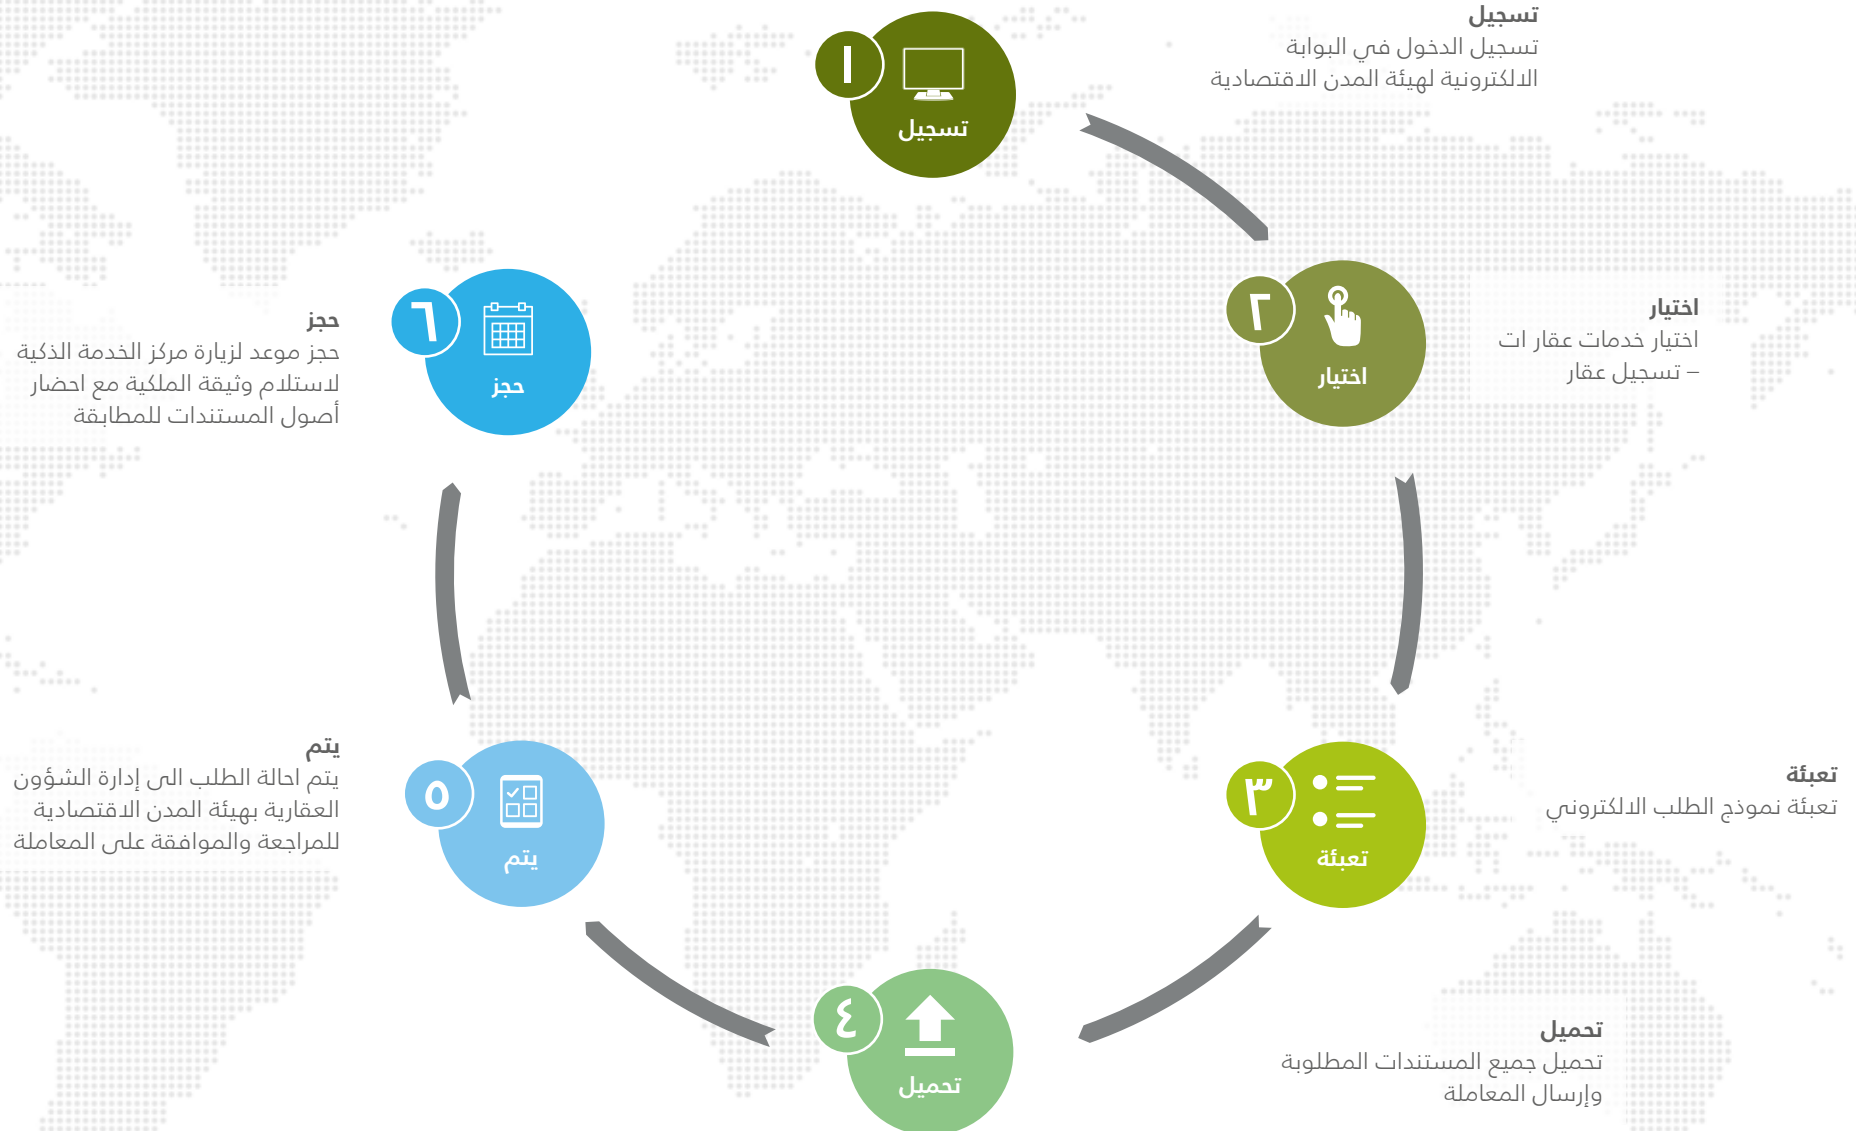 تسجيل
تسجيل الدخول في البوابة
الالكترونية لهيئة المدن الاقتصادية
١
تسجيل
اختيار
اختيار خدمات عقار ات
– تسجيل عقار
٢
اختيار
تعبئة
تعبئة نموذج الطلب الالكتروني
٣
تعبئة
تحميل
تحميل جميع المستندات المطلوبة
وإرسال المعاملة
٤
تحميل
يتم
يتم احالة الطلب الى إدارة الشؤون
العقارية بهيئة المدن الاقتصادية
للمراجعة والموافقة على المعاملة
٥
يتم
حجز
حجز موعد لزيارة مركز الخدمة الذكية
لاستلام وثيقة الملكية مع احضار
أصول المستندات للمطابقة
٦
حجز